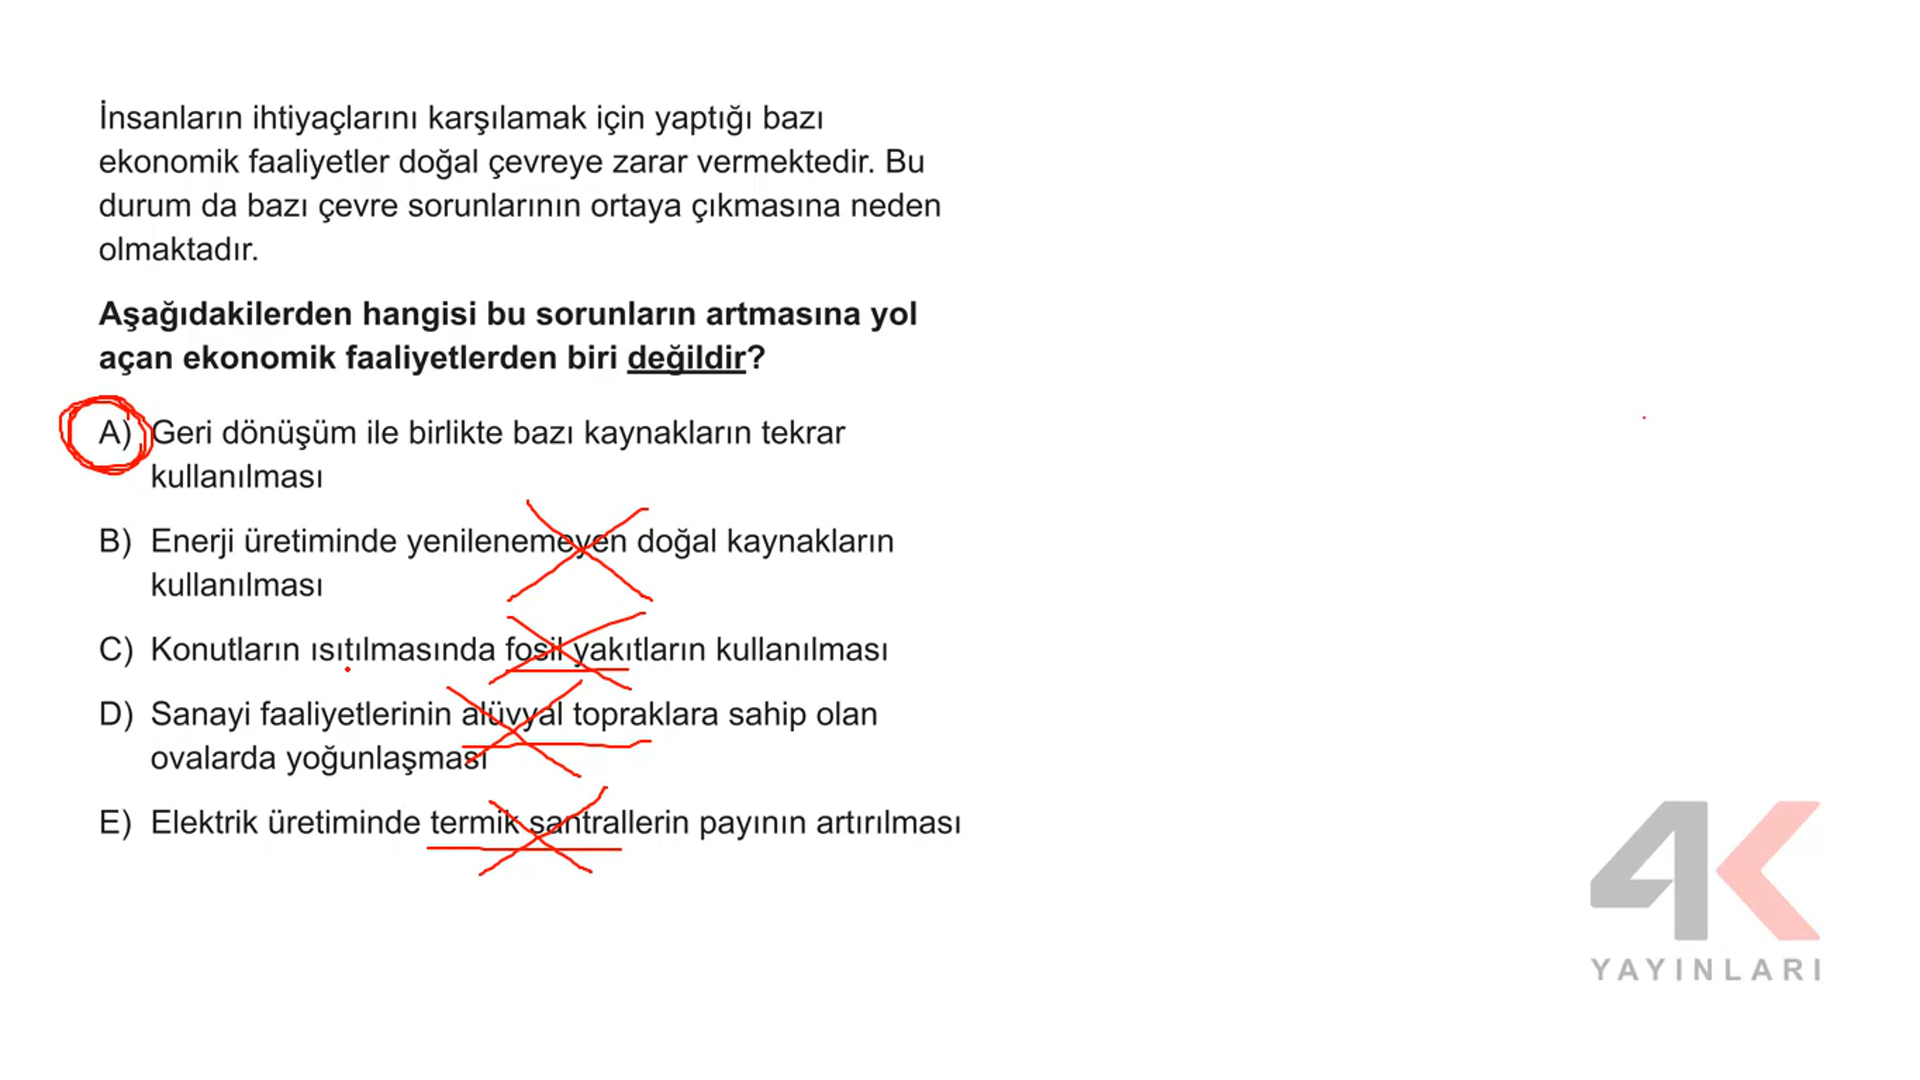 İnsanların ihtiyaçlarını karşılamak için yaptığı bazı
ekonomik faaliyetler doğal çevreye zarar vermektedir. Bu
durum da bazı çevre sorunlarının ortaya çıkmasına neden
olmaktadır.
Aşağıdakilerden hangisi bu sorunların artmasına yol
açan ekonomik faaliyetlerden biri değildir?
A) Geri dönüşüm ile birlikte bazı kaynakların tekrar
kullanılması
B) Enerji üretiminde yenilenemeyen doğal kaynakların
kullanılması
C) Konutların ısıtılmasında fosil yakıtların kullanılması
D) Sanayi faaliyetlerinin alüvyal topraklara sahip olan
ovalarda yoğunlaşması
E) Elektrik üretiminde termik santrallerin payının artırılması
4K
YAYINLARI